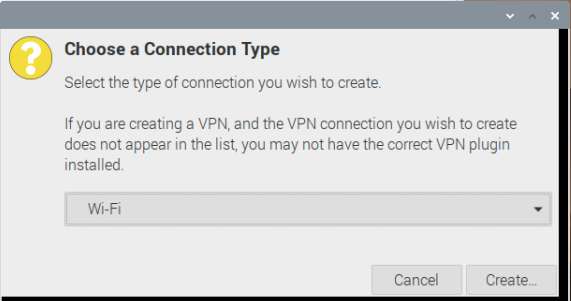 Choose a Connection Type
Select the type of connection you wish to create.
If you are creating a VPN, and the VPN connection you wish to create
does not appear in the list, you may not have the correct VPN plugin
installed.
Wi-Fi
Cancel
Create...